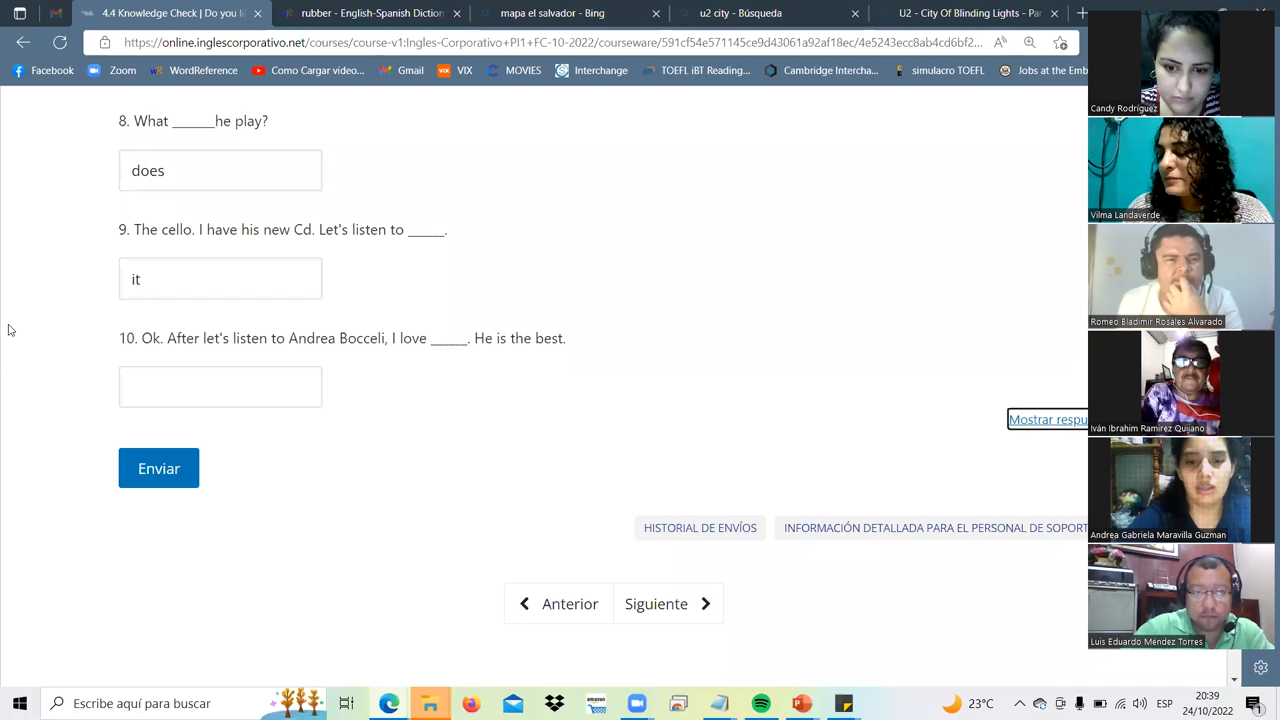 4.4 Language | Do you li
rubber - English-Spanish Diction
mapa el salvador - Bing
u2 city - Búsqueda
U2 - City Of Blinding Lights - Par
https://online.inglescorporativo.net/courses/course-v1:Ingles-Corporativo+PI1+FC-10-2022/courseware/591cf54e571145ce9d43061a92af18ec/4e5243ecc8ab4cd6bf2...
Facebook
Zoom
WordReference
Como Cargar video...
Gmail
VIX
MOVIES
Interchange
TOEFL iBT Reading...
Cambridge Intercha...
simulacro TOEFL
Jobs at the Emb
8. What ______he play?
does
9. The cello. I have his new Cd. Let's listen to _____.
it
10. Ok. After let's listen to Andrea Bocceli, I love _____. He is the best.
Mostrar respu
Enviar
HISTORIAL DE ENVÍOS
INFORMACIÓN DETALLADA PARA EL PERSONAL DE SOPORT
Anterior
Siguiente
Candy Rodríguez
Vilma Landaverde
Romeo Bladimir Rosales Alvarado
Iván Ibrahim Ramirez Quijano
Andrea Gabriela Maravilla Guzman
Luis Eduardo Méndez Torres
Escribe aquí para buscar
23°C
ESP
20:39
24/10/2022